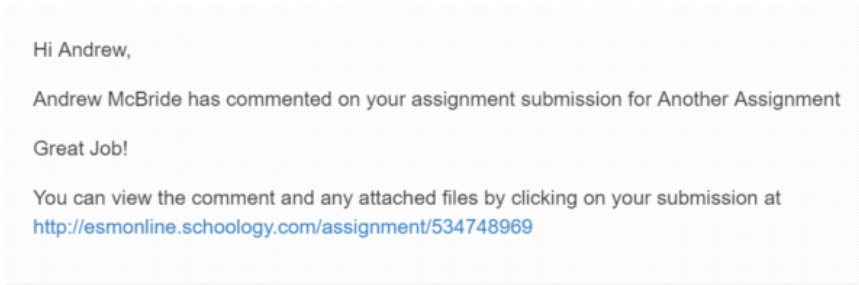 Hi Andrew,
Andrew McBride has commented on your assignment submission for Another Assignment
Great Job!
You can view the comment and any attached files by clicking on your submission at
http://esmonline.schoology.com/assignment/534748969